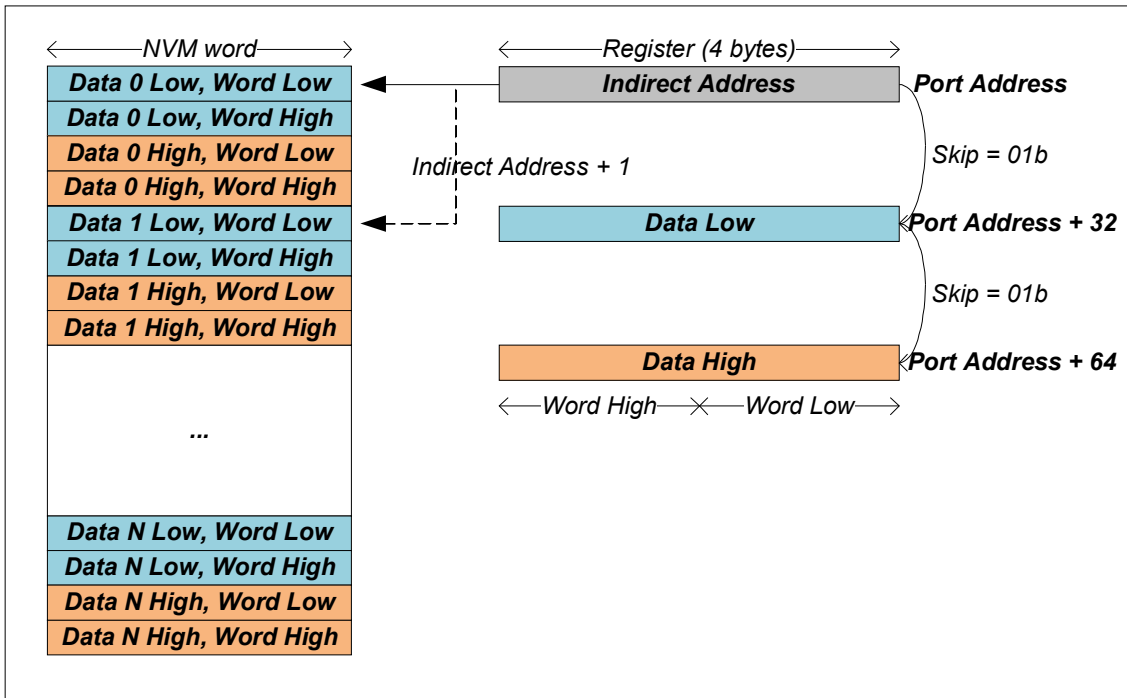 NVM word
Data 0 Low, Word Low
Data 0 Low, Word High
Data 0 High, Word Low
Data 0 High, Word High
Data 1 Low, Word Low
Data 1 Low, Word High
Data 1 High, Word Low
Data 1 High, Word High
...
Data N Low, Word Low
Data N Low, Word High
Data N High, Word Low
Data N High, Word High
Indirect Address + 1
Register (4 bytes)
Indirect Address
Port Address
Skip = 01b
Data Low
Port Address + 32
Skip = 01b
Data High
Port Address + 64
Word High
Word Low